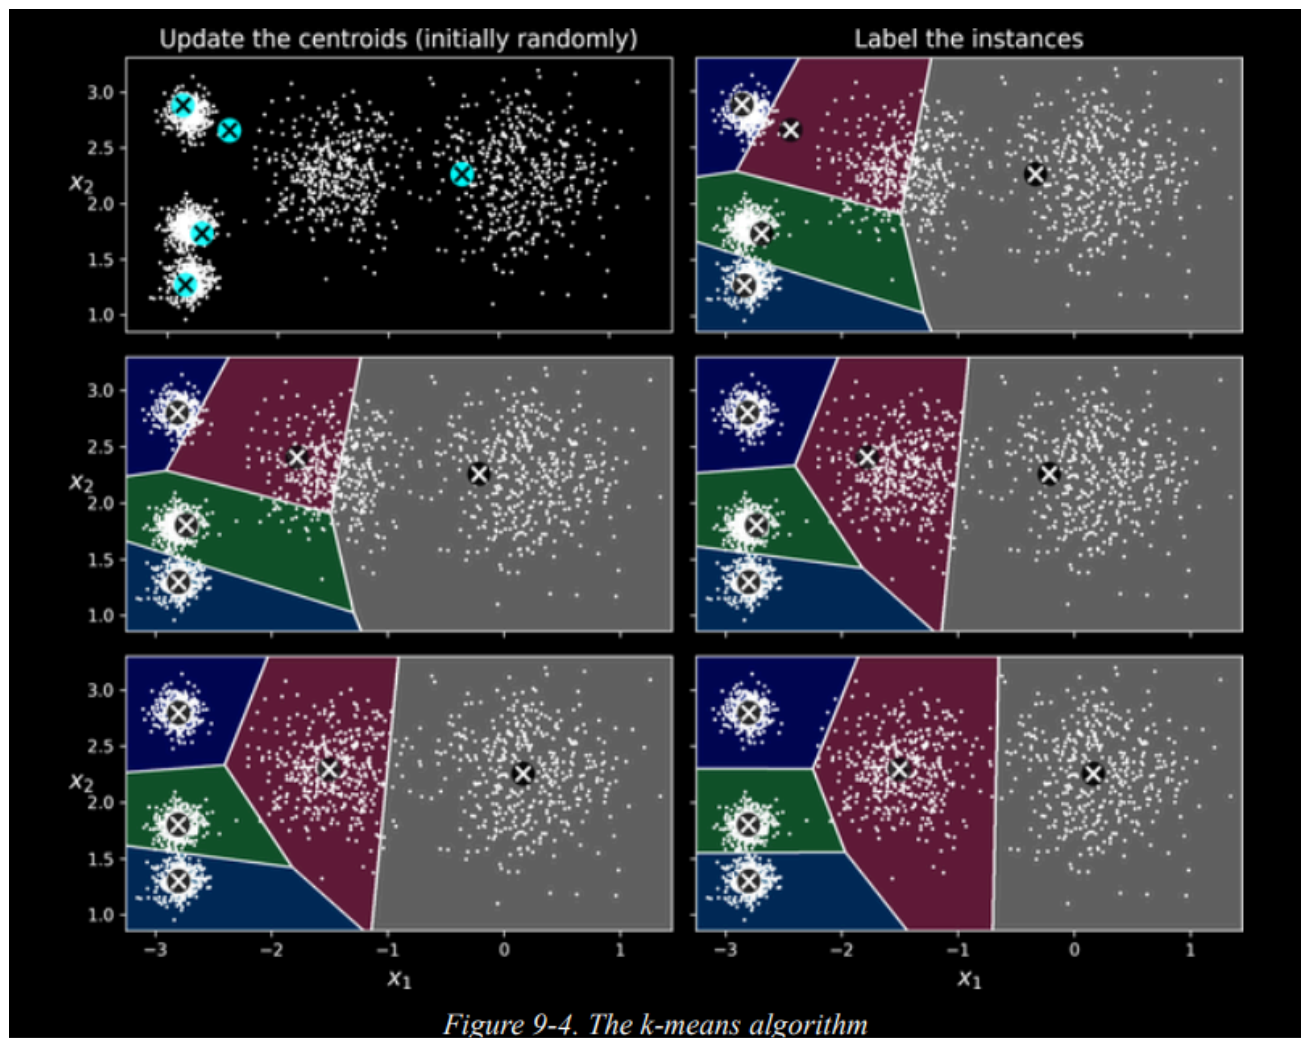 Update the centroids (initially randomly)
Label the instances
3.0
2.5
x₂
2.0
1.5
1.0
3.0
2.5
x₂
2.0
1.5
1.0
3.0
2.5
x₂
2.0
1.5
1.0
−3 −2 −1 0 1
−3 −2 −1 0 1
x₁
x₁
Figure 9-4. The k-means algorithm